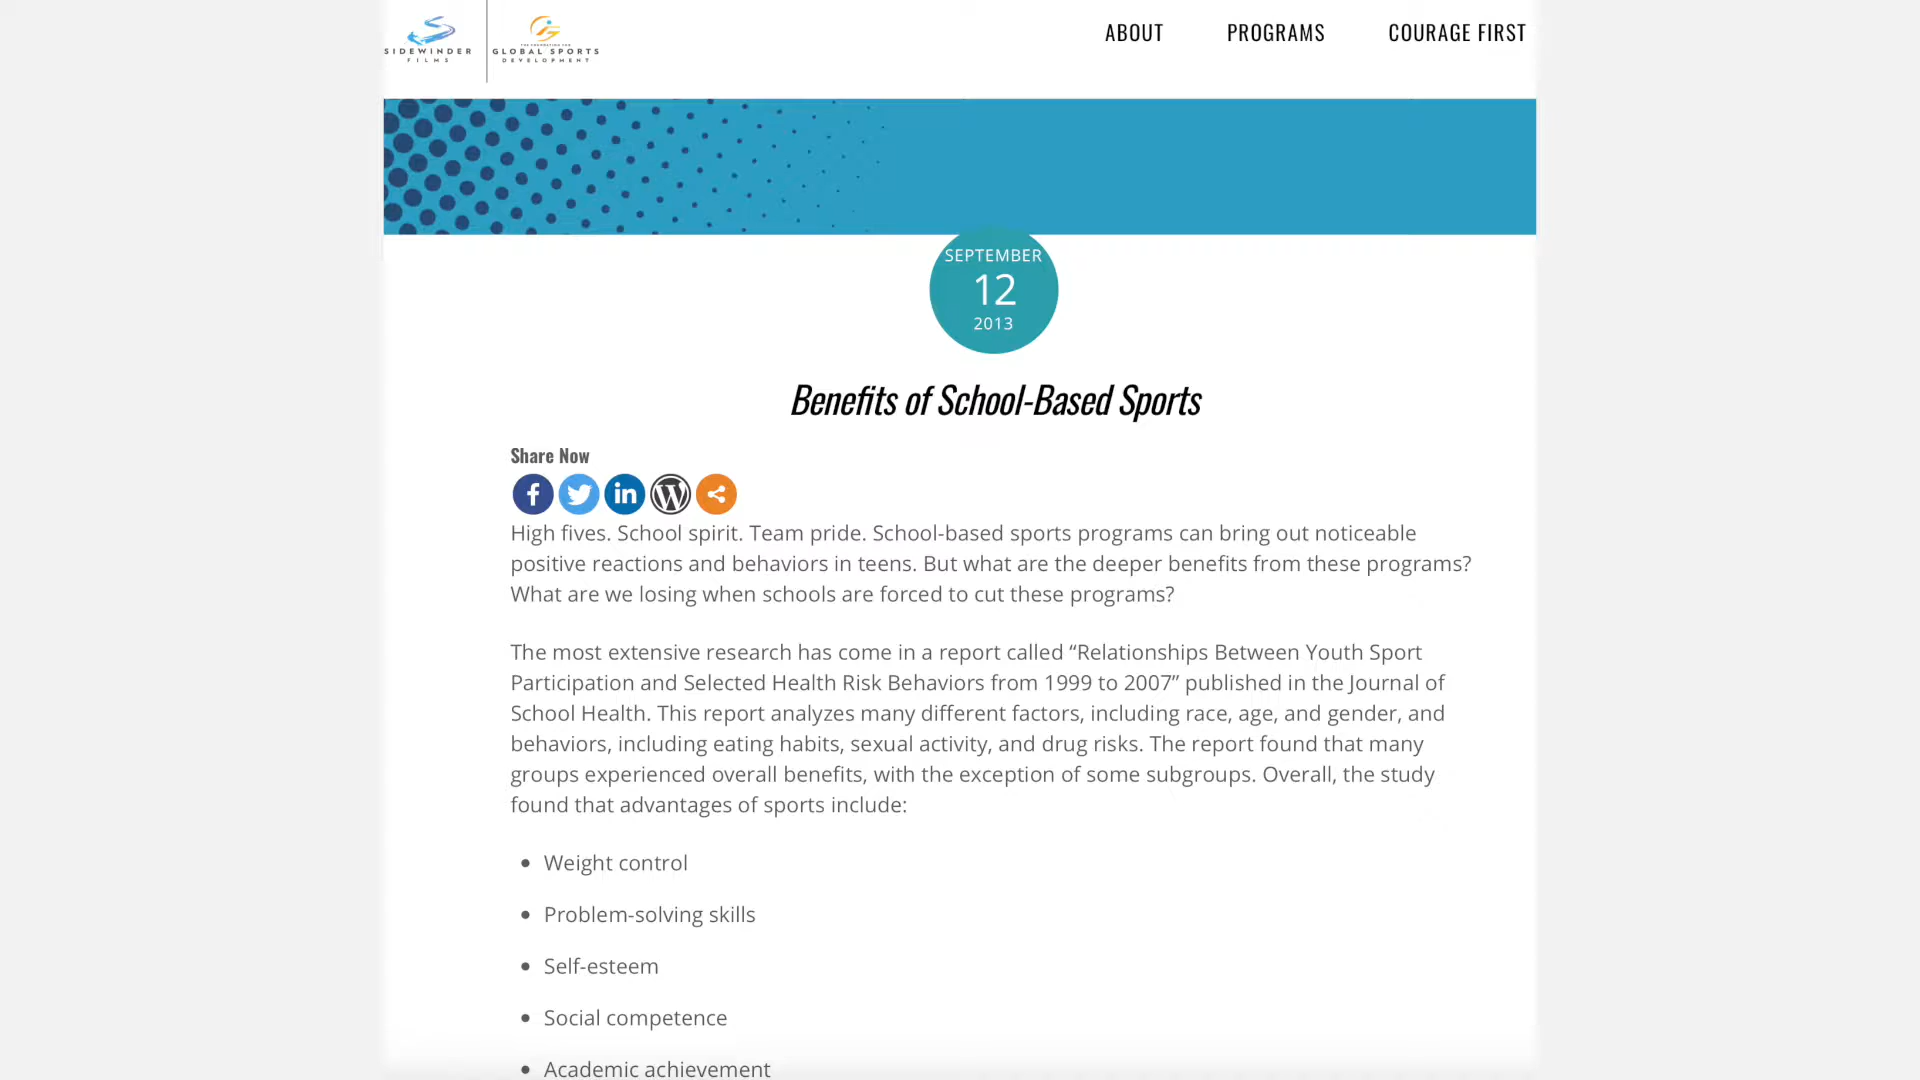 SIDEWINDER
FILMS
THE FOUNDATION FOR
GLOBAL SPORTS
DEVELOPMENT
ABOUT
PROGRAMS
COURAGE FIRST
SEPTEMBER
12
2013
Benefits of School-Based Sports
Share Now
High fives. School spirit. Team pride. School-based sports programs can bring out noticeable
positive reactions and behaviors in teens. But what are the deeper benefits from these programs?
What are we losing when schools are forced to cut these programs?
The most extensive research has come in a report called “Relationships Between Youth Sport
Participation and Selected Health Risk Behaviors from 1999 to 2007” published in the Journal of
School Health. This report analyzes many different factors, including race, age, and gender, and
behaviors, including eating habits, sexual activity, and drug risks. The report found that many
groups experienced overall benefits, with the exception of some subgroups. Overall, the study
found that advantages of sports include:
• Weight control
• Problem-solving skills
• Self-esteem
• Social competence
• Academic achievement